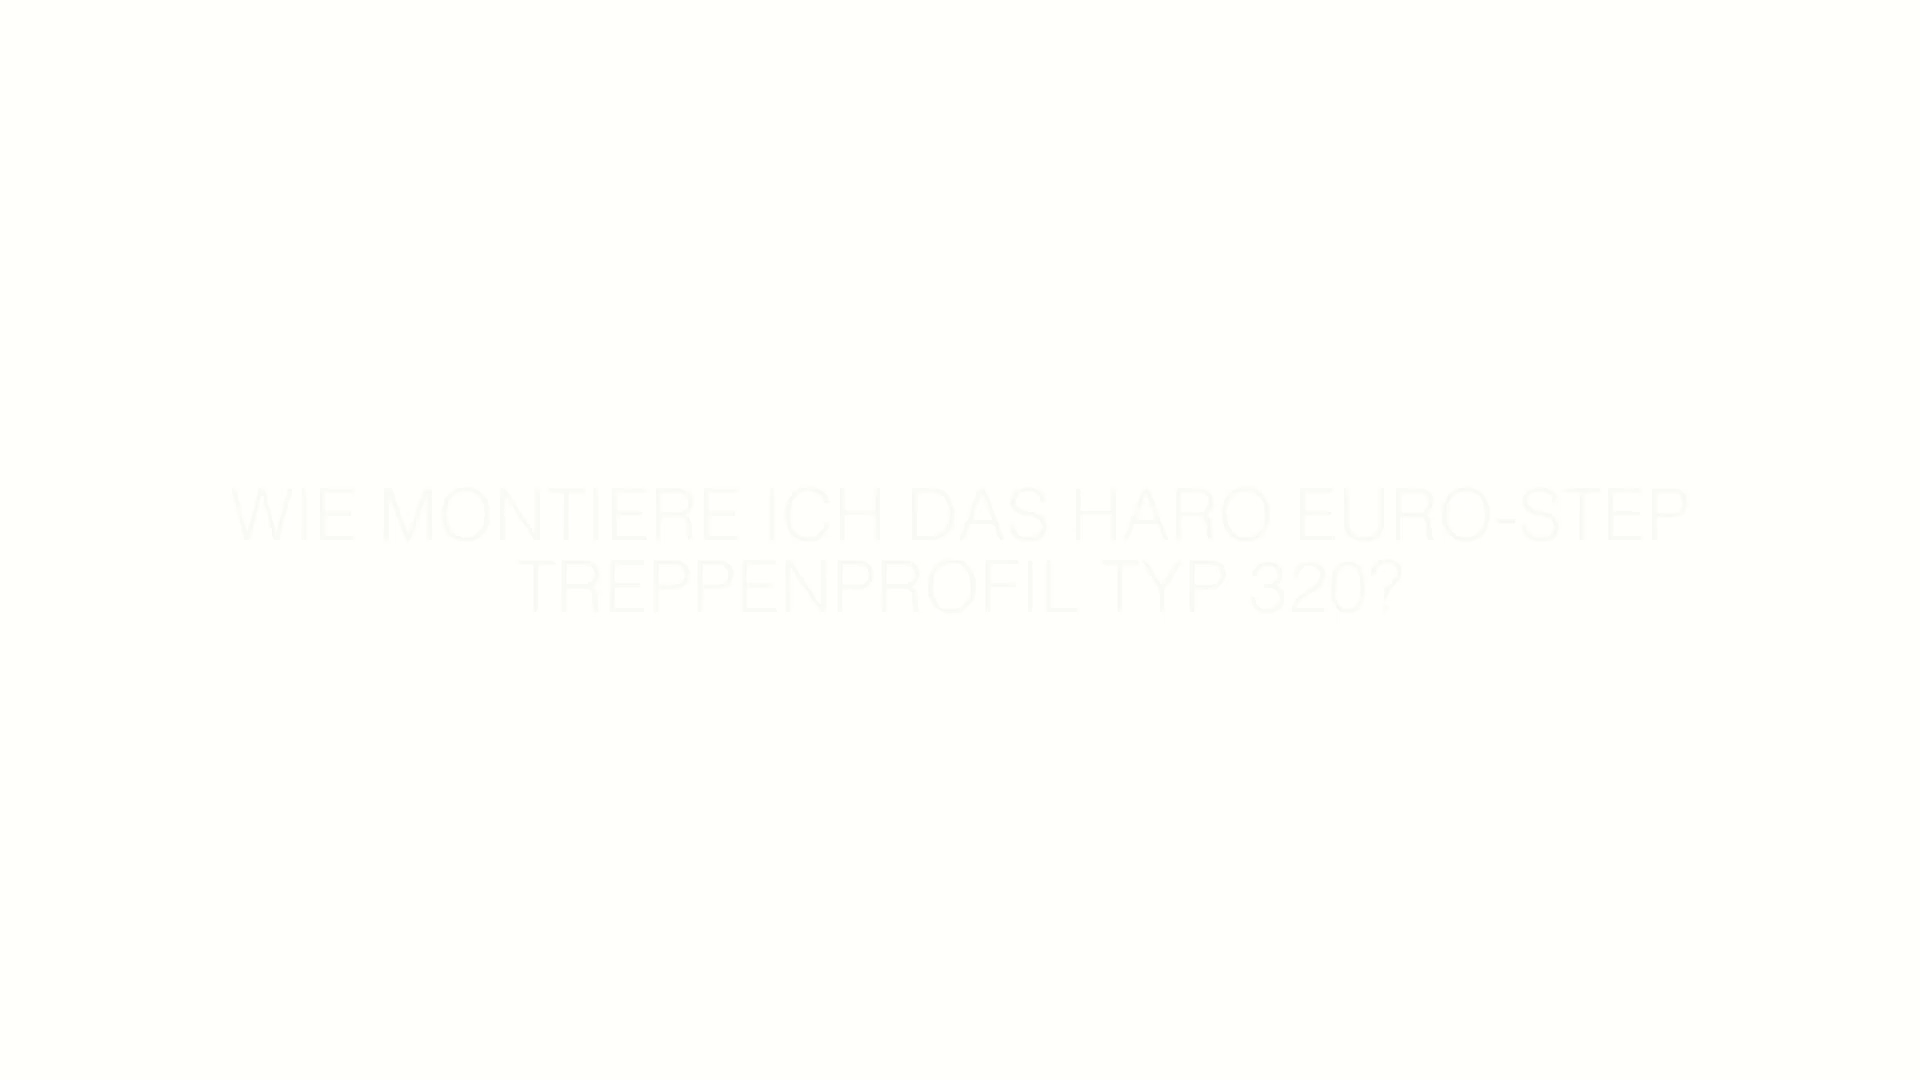 WIE MONTIERE ICH DAS HARO EURO-STEP
TREPPENPROFIL TYP 320?